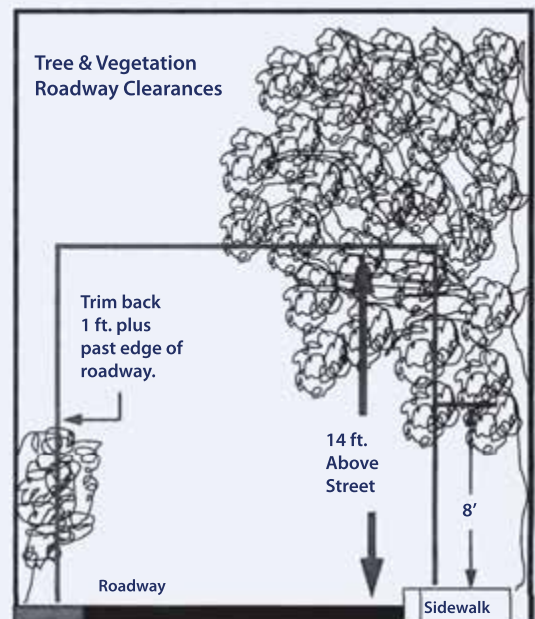 Tree & Vegetation
Roadway Clearances
Trim back
1 ft. plus
past edge of
roadway.
14 ft.
Above
Street
8’
Roadway
Sidewalk